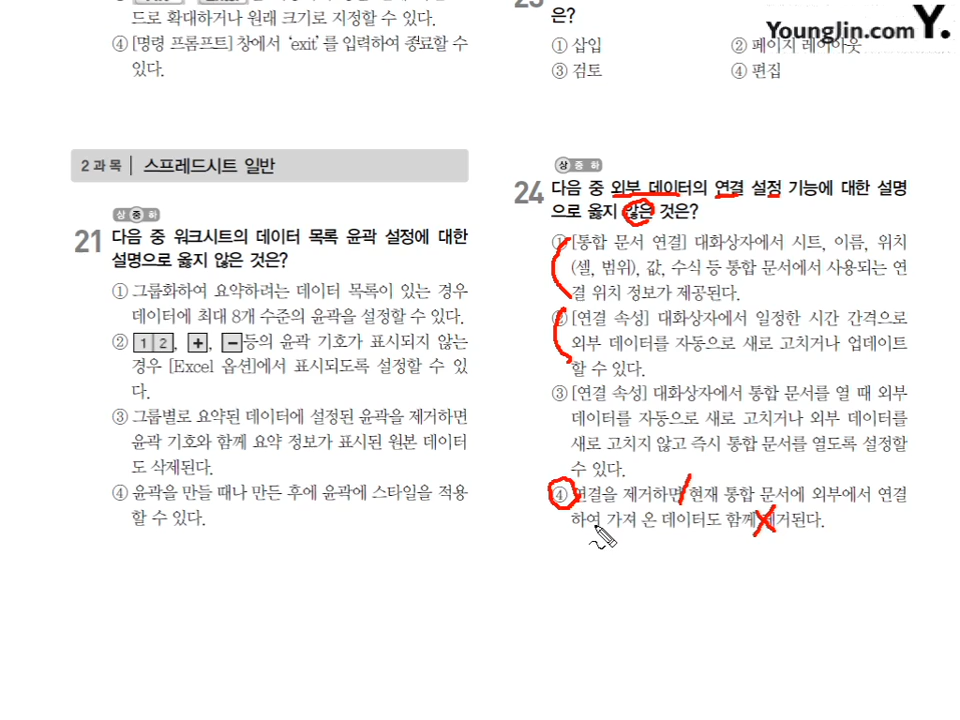 드로 확대하거나 원래 크기로 지정할 수 있다.
④ [명령 프롬프트] 창에서 ‘exit’를 입력하여 종료할 수
있다.
2과목 | 스프레드시트 일반
상 중 하
21 다음 중 워크시트의 데이터 목록 윤곽 설정에 대한
설명으로 옳지 않은 것은?
① 그룹화하여 요약하려는 데이터 목록이 있는 경우
데이터에 최대 8개 수준의 윤곽을 설정할 수 있다.
② 1 2, +, −등의 윤곽 기호가 표시되지 않는
경우 [Excel 옵션]에서 표시되도록 설정할 수 있
다.
③ 그룹별로 요약된 데이터에 설정된 윤곽을 제거하면
윤곽 기호와 함께 요약 정보가 표시된 원본 데이터
도 삭제된다.
④ 윤곽을 만들 때나 만든 후에 윤곽에 스타일을 적용
할 수 있다.
은?
① 삽입
② 페이지 레이아웃
③ 검토
④ 편집
YoungJin.com Y.
상 중 하
24 다음 중 외부 데이터의 연결 설정 기능에 대한 설명
으로 옳지 않은 것은?
① [통합 문서 연결] 대화상자에서 시트, 이름, 위치
(셀, 범위), 값, 수식 등 통합 문서에서 사용되는 연
결 위치 정보가 제공된다.
② [연결 속성] 대화상자에서 일정한 시간 간격으로
외부 데이터를 자동으로 새로 고치거나 업데이트
할 수 있다.
③ [연결 속성] 대화상자에서 통합 문서를 열 때 외부
데이터를 자동으로 새로 고치거나 외부 데이터를
새로 고치지 않고 즉시 통합 문서를 열도록 설정할
수 있다.
④ 연결을 제거하면 현재 통합 문서에 외부에서 연결
하여 가져 온 데이터도 함께 제거된다.